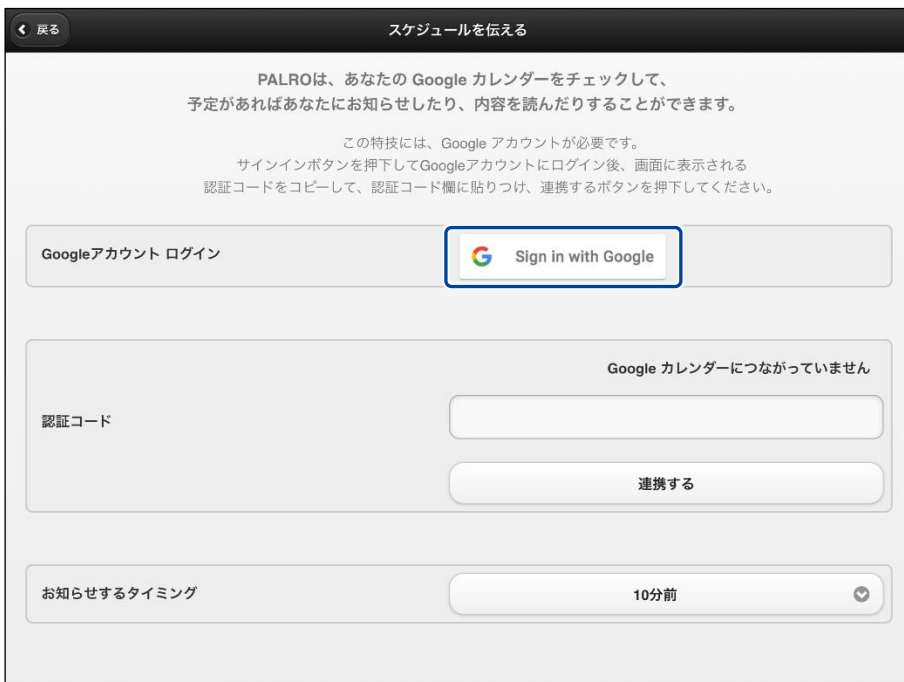 戻る
スケジュールを伝える
PALROは、あなたの Google カレンダーをチェックして、
予定があればあなたにお知らせしたり、内容を読んだりすることができます。
この特技には、Google アカウントが必要です。
サインインボタンを押下してGoogleアカウントにログイン後、画面に表示される
認証コードをコピーして、認証コード欄に貼りつけ、連携するボタンを押下してください。
Googleアカウント ログイン
Sign in with Google
Google カレンダーにつながっていません
認証コード
連携する
お知らせするタイミング
10分前